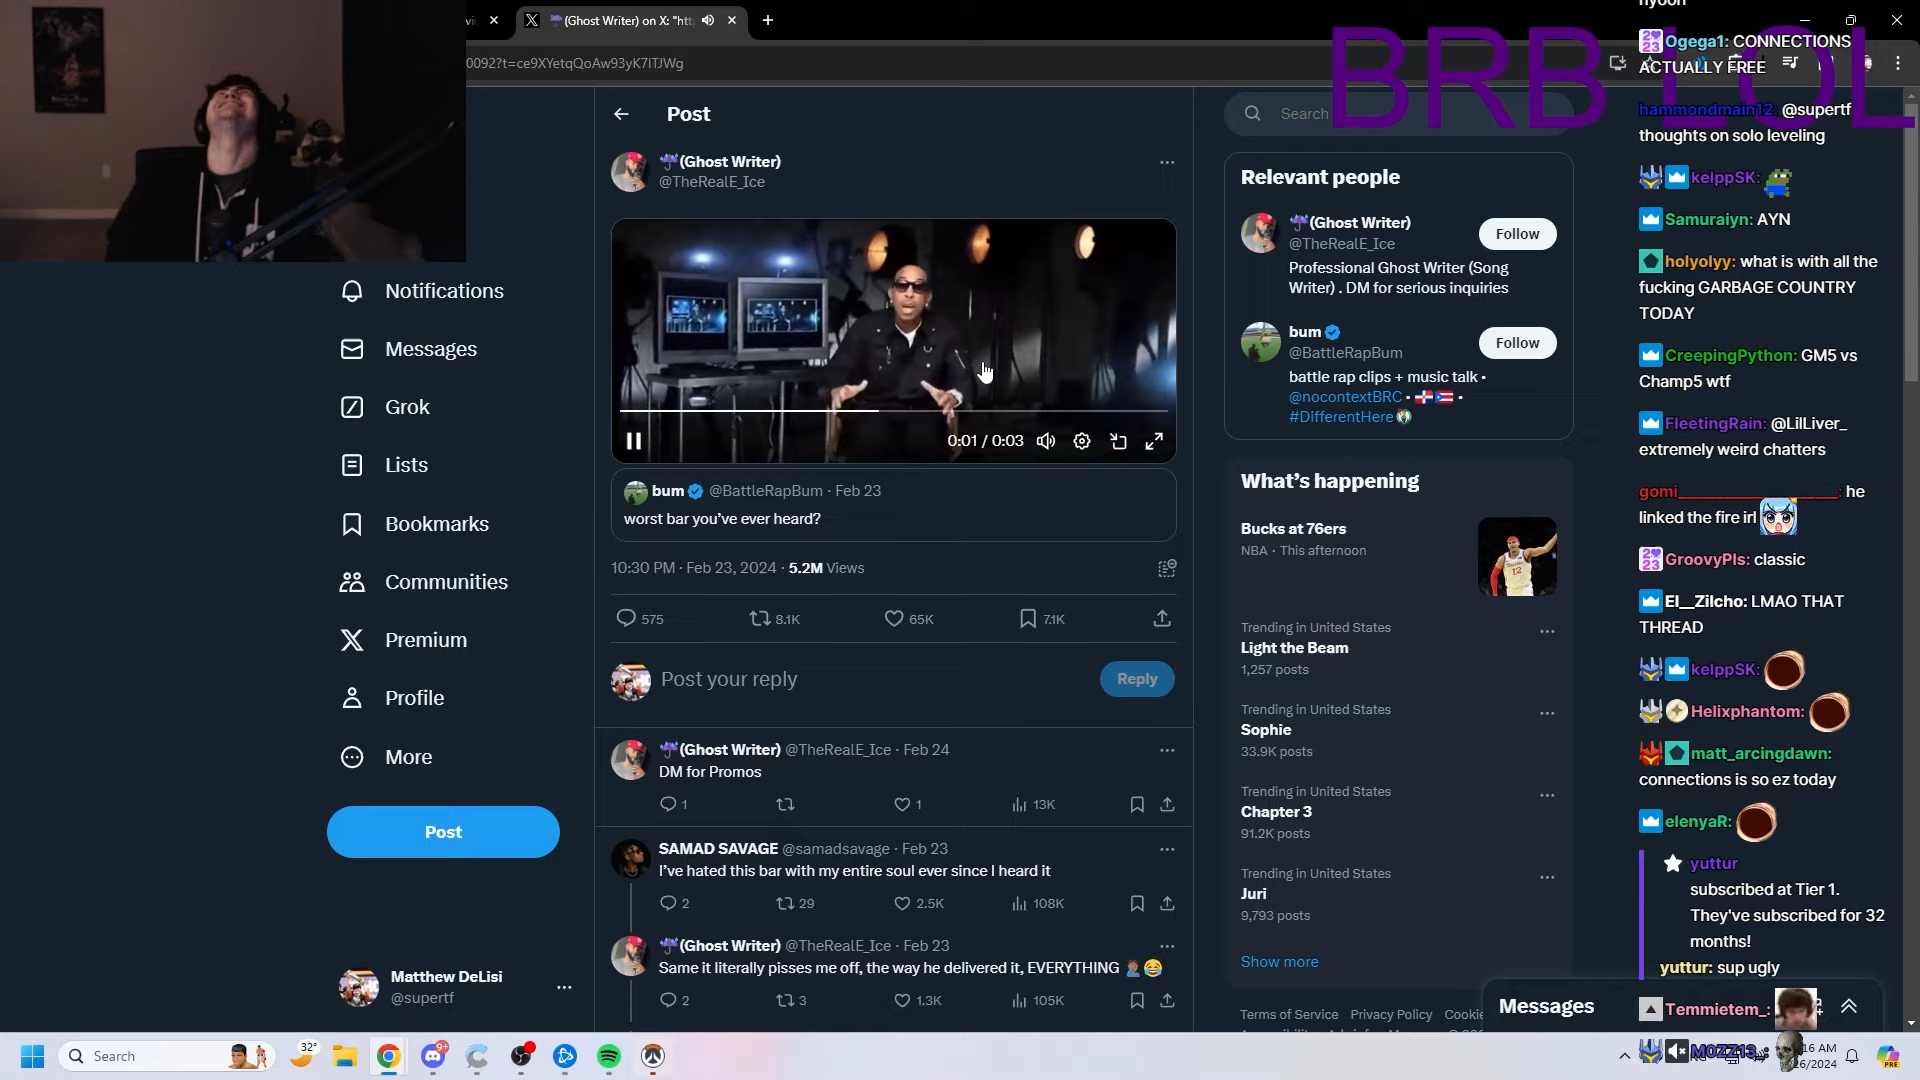 (Ghost Writer) on X: "htt
0092?t=ce9XYetqQoAw93yK7ITJWg
BRB LOL
Post
Search
(Ghost Writer)
@TheRealE_Ice
0:01 / 0:03
bum @BattleRapBum · Feb 23
worst bar you've ever heard?
10:30 PM · Feb 23, 2024 · 5.2M Views
575 8.1K 65K 7.1K
Post your reply
Reply
(Ghost Writer) @TheRealE_Ice · Feb 24
DM for Promos
1 1 13K
SAMAD SAVAGE @samadsavage · Feb 23
I've hated this bar with my entire soul ever since I heard it
2 29 2.5K 108K
(Ghost Writer) @TheRealE_Ice · Feb 23
Same it literally pisses me off, the way he delivered it, EVERYTHING 🤦🏽‍♂️😂
2 3 1.3K 105K
Notifications
Messages
Grok
Lists
Bookmarks
Communities
Premium
Profile
More
Post
Matthew DeLisi
@supertf
Relevant people
(Ghost Writer)
@TheRealE_Ice
Follow
Professional Ghost Writer (Song
Writer) . DM for serious inquiries
bum
@BattleRapBum
Follow
battle rap clips + music talk •
@nocontextBRC • 🇩🇴🇵🇷 •
#DifferentHere
What's happening
Bucks at 76ers
NBA · This afternoon
Trending in United States
Light the Beam
1,257 posts
Trending in United States
Sophie
33.9K posts
Trending in United States
Chapter 3
91.2K posts
Trending in United States
Juri
9,793 posts
Show more
Terms of Service Privacy Policy Cookie
Messages
Ogega1: CONNECTIONS
ACTUALLY FREE
hammondmain12: @supertf
thoughts on solo leveling
kelppSK:
Samuraiyn: AYN
holyolyy: what is with all the
fucking GARBAGE COUNTRY
TODAY
CreepingPython: GM5 vs
Champ5 wtf
FleetingRain: @LilLiver_
extremely weird chatters
gomi____________________: he
linked the fire irl
GroovyPls: classic
El__Zilcho: LMAO THAT
THREAD
kelppSK:
Helixphantom:
matt_arcingdawn:
connections is so ez today
elenyaR:
yuttur
subscribed at Tier 1.
They've subscribed for 32
months!
yuttur: sup ugly
Temmietem_:
M0ZZ13_:
Search
32°
9+
16 AM
26/2024